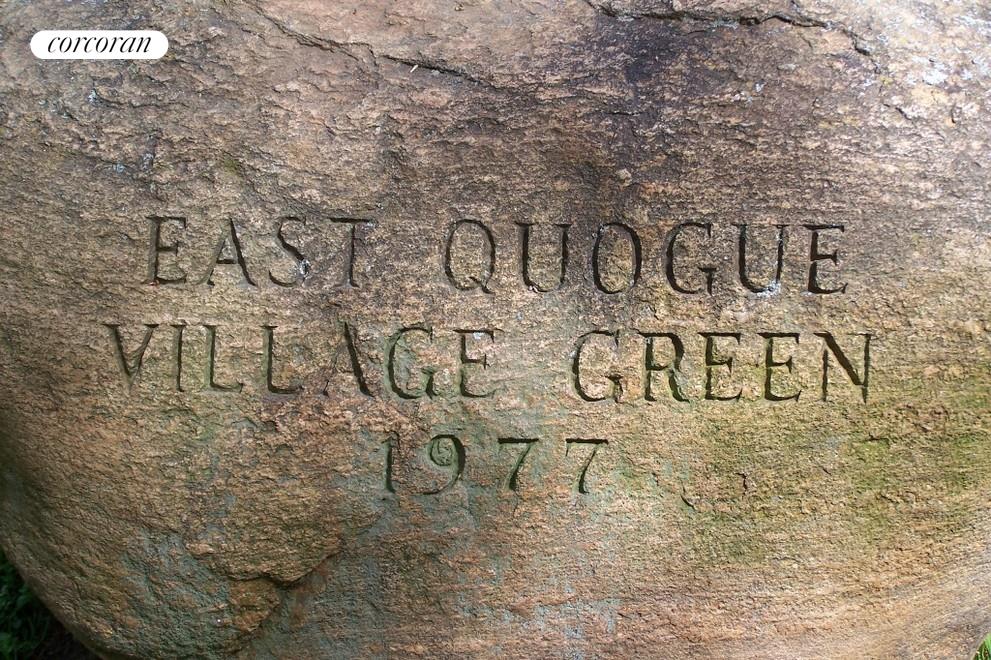 corcoran
EAST QUOGUE
VILLAGE GREEN
1977